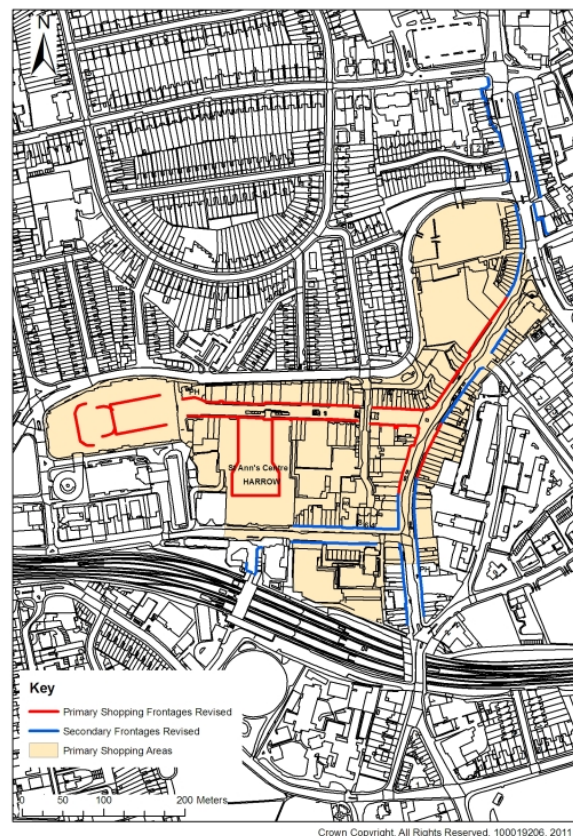 N
PH
St Ann's Centre
HARROW
Key
Primary Shopping Frontages Revised
Secondary Frontages Revised
Primary Shopping Areas
0 50 100 200 Meters
Crown Copyright. All Rights Reserved. 100019206, 2011